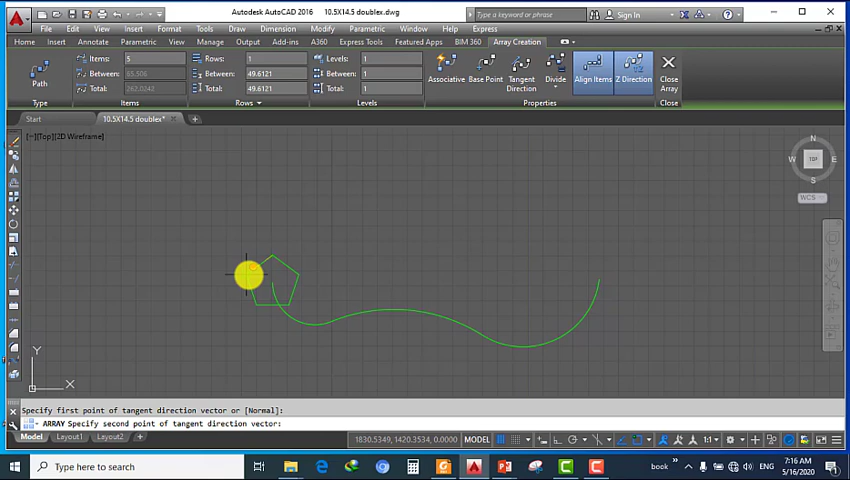 Autodesk AutoCAD 2016 10.5X14.5 doublex.dwg
Type a keyword or phrase
Sign In
File Edit View Insert Format Tools Draw Dimension Modify Parametric Window Help Express
Home Insert Annotate Parametric View Manage Output Add-ins A360 Express Tools Featured Apps BIM 360 Array Creation
Items: 5 Rows: 1 Levels: 1
Between: 65.506 Between: 49.6121 Between: 1
Total: 262.0243 Total: 49.6121 Total: 1
Path Associative Base Point Tangent Direction Divide Align Items Z Direction Close Array
Type Items Rows Levels Properties Close
Start 10.5X14.5 doublex*
[−][Top][2D Wireframe]
N
W TOP E
S
WCS
Y
X
Specify first point of tangent direction vector or [Normal]:
ARRAY Specify second point of tangent direction vector:
Model Layout1 Layout2 1830.5349, 1420.3534, 0.0000 MODEL 1:1
Type here to search book ENG 7:16 AM
5/16/2020